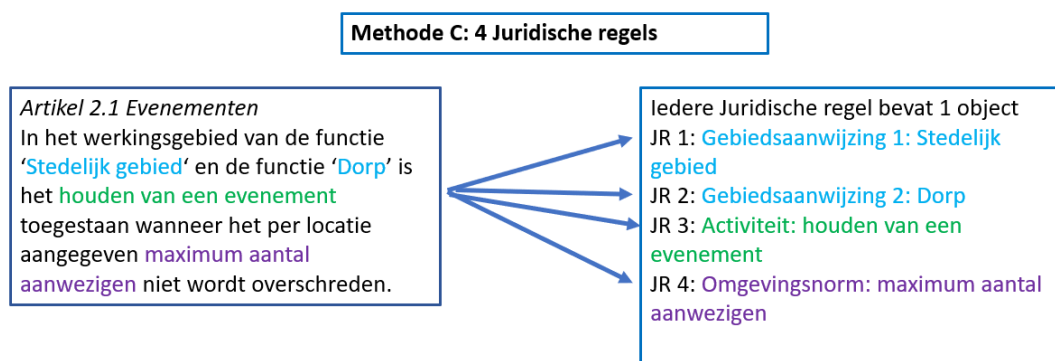 Methode C: 4 Juridische regels
Artikel 2.1 Evenementen
In het werkingsgebied van de functie
‘Stedelijk gebied‘ en de functie ‘Dorp’ is
het houden van een evenement
toegestaan wanneer het per locatie
aangegeven maximum aantal
aanwezigen niet wordt overschreden.
Iedere Juridische regel bevat 1 object
JR 1: Gebiedsaanwijzing 1: Stedelijk
gebied
JR 2: Gebiedsaanwijzing 2: Dorp
JR 3: Activiteit: houden van een
evenement
JR 4: Omgevingsnorm: maximum aantal
aanwezigen